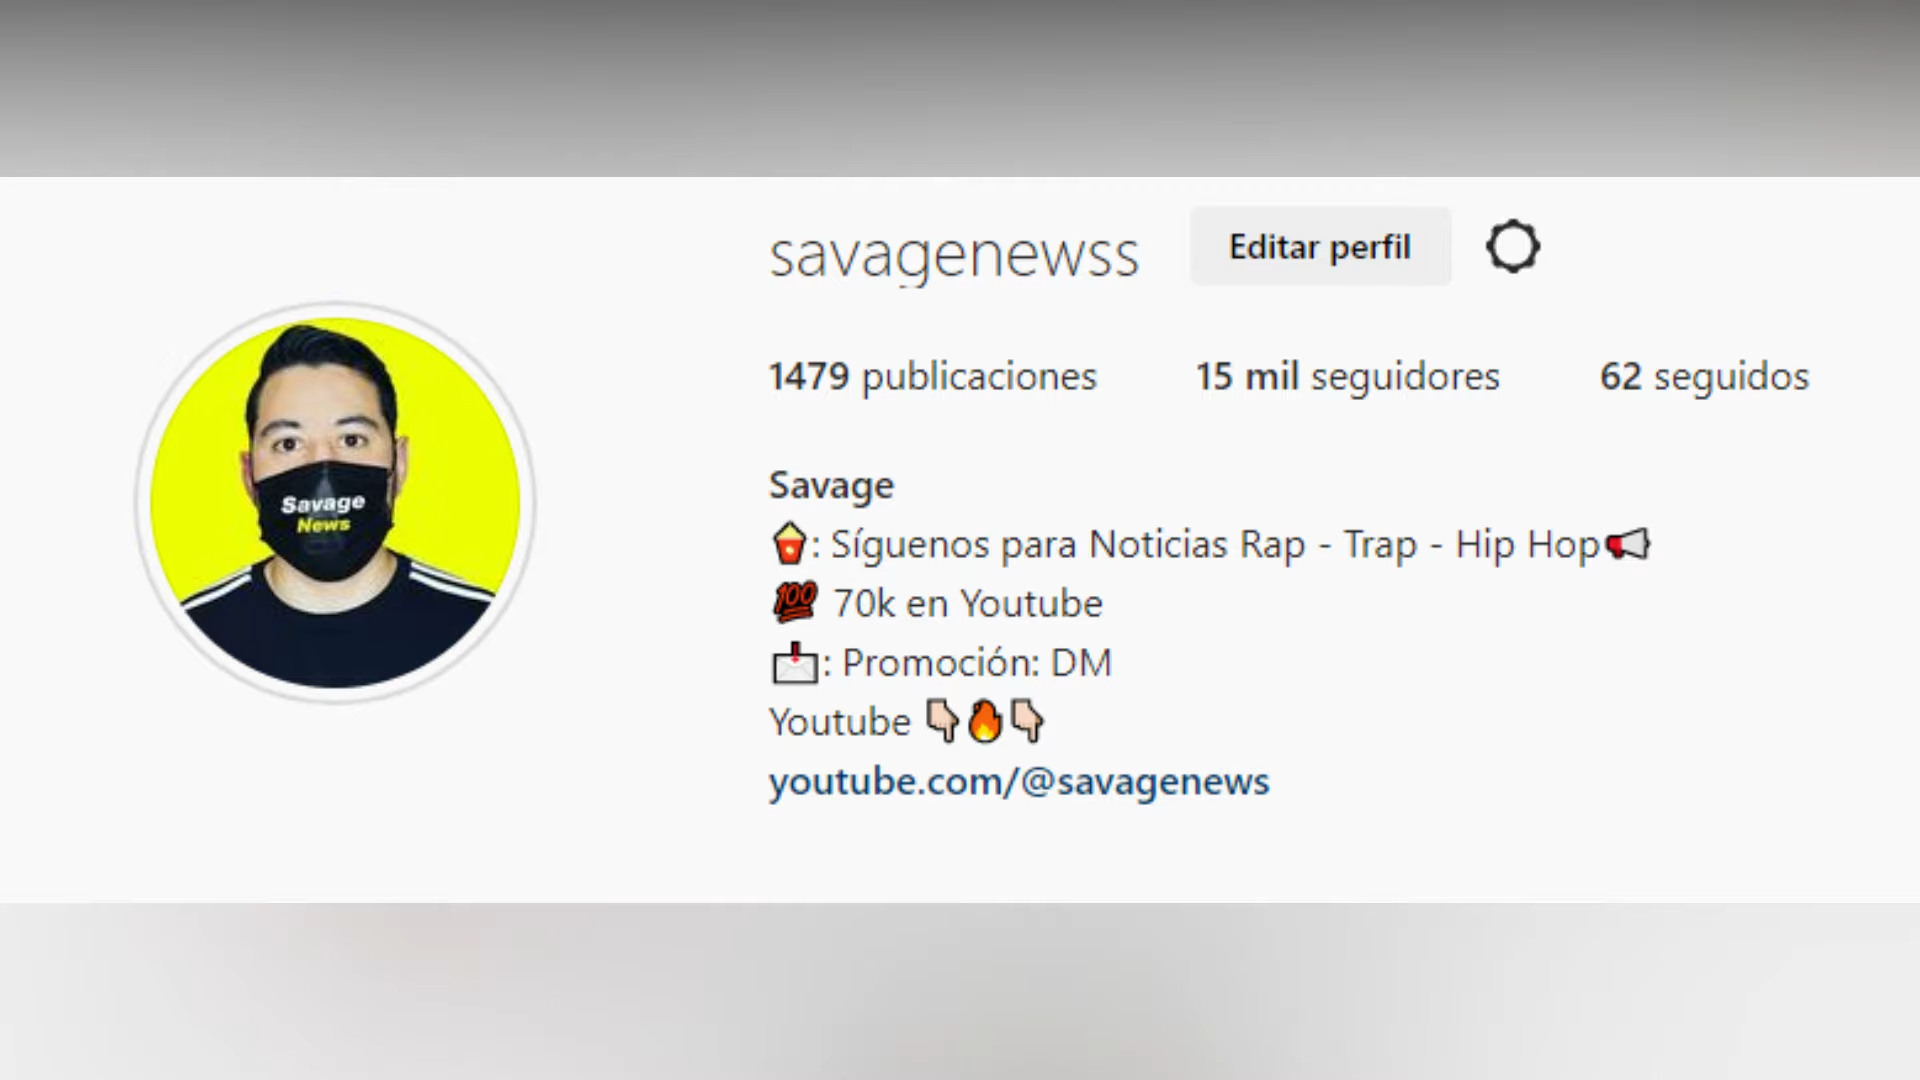 savagenewss Editar perfil
1479 publicaciones 15 mil seguidores 62 seguidos
Savage
🍿: Síguenos para Noticias Rap - Trap - Hip Hop📢
💯 70k en Youtube
📩: Promoción: DM
Youtube 👇🏻🔥👇🏻
youtube.com/@savagenews
Savage
News